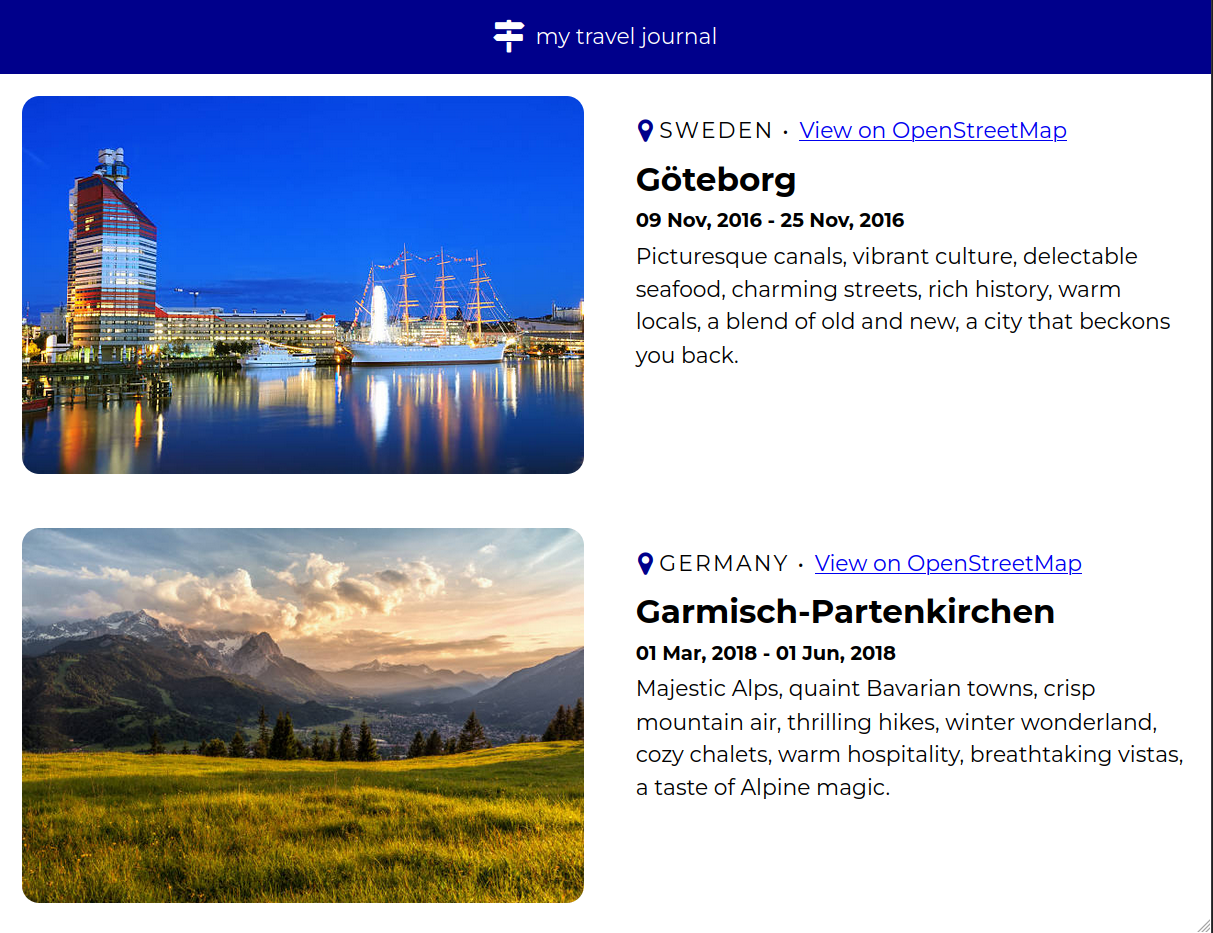 my travel journal
SWEDEN • View on OpenStreetMap
Göteborg
09 Nov, 2016 - 25 Nov, 2016
Picturesque canals, vibrant culture, delectable
seafood, charming streets, rich history, warm
locals, a blend of old and new, a city that beckons
you back.
GERMANY • View on OpenStreetMap
Garmisch-Partenkirchen
01 Mar, 2018 - 01 Jun, 2018
Majestic Alps, quaint Bavarian towns, crisp
mountain air, thrilling hikes, winter wonderland,
cozy chalets, warm hospitality, breathtaking vistas,
a taste of Alpine magic.